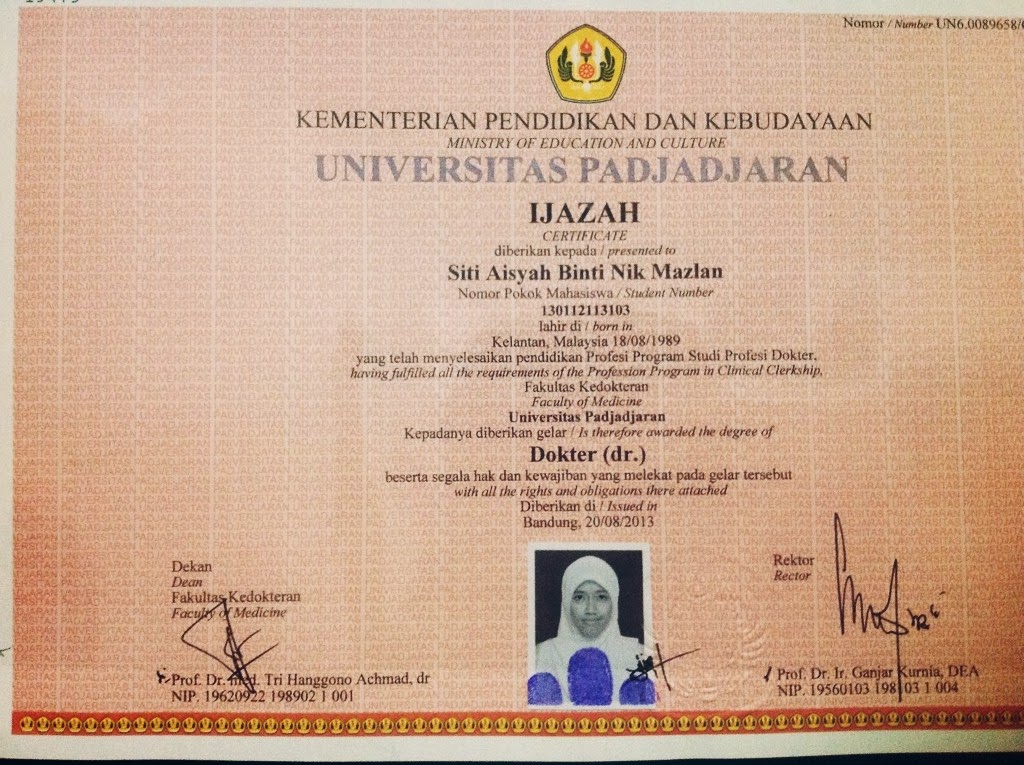 Nomor / Number UN6.0089658/
KEMENTERIAN PENDIDIKAN DAN KEBUDAYAAN
MINISTRY OF EDUCATION AND CULTURE
UNIVERSITAS PADJADJARAN
IJAZAH
CERTIFICATE
diberikan kepada / presented to
Siti Aisyah Binti Nik Mazlan
Nomor Pokok Mahasiswa / Student Number
130112113103
lahir di / born in
Kelantan, Malaysia 18/08/1989
yang telah menyelesaikan pendidikan Profesi Program Studi Profesi Dokter,
having fulfilled all the requirements of the Profession Program in Clinical Clerkship,
Fakultas Kedokteran
Faculty of Medicine
Universitas Padjadjaran
Kepadanya diberikan gelar / Is therefore awarded the degree of
Dokter (dr.)
beserta segala hak dan kewajiban yang melekat pada gelar tersebut
with all the rights and obligations there attached
Diberikan di / Issued in
Bandung, 20/08/2013
Dekan
Dean
Fakultas Kedokteran
Faculty of Medicine
Prof. Dr. med. Tri Hanggono Achmad, dr
NIP. 19620922 198902 1 001
Rektor
Rector
Prof. Dr. Ir. Ganjar Kurnia, DEA
NIP. 19560103 198103 1 004